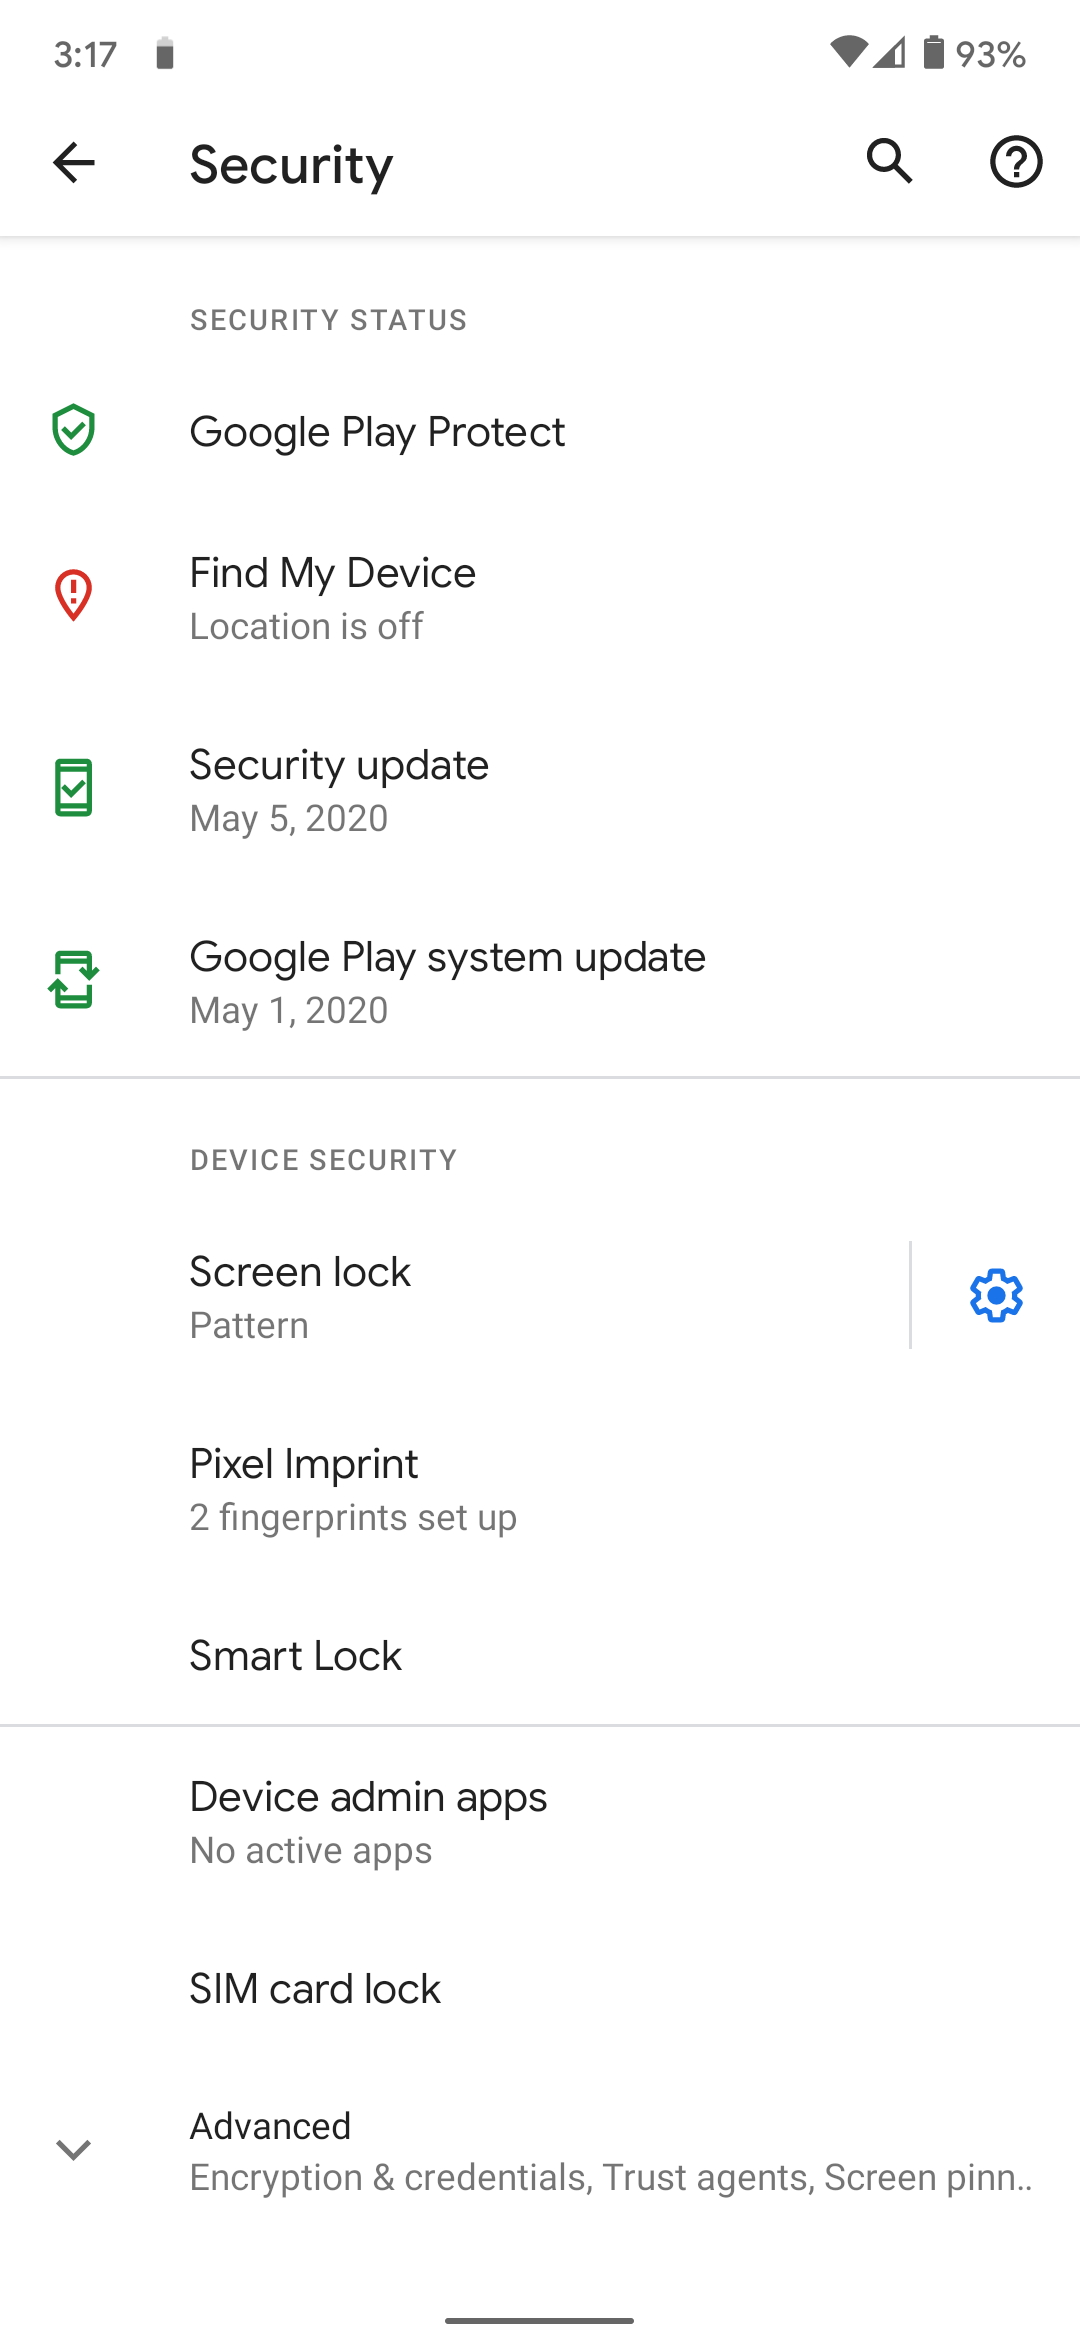 3:17
93%
Security
SECURITY STATUS
Google Play Protect
Find My Device
Location is off
Security update
May 5, 2020
Google Play system update
May 1, 2020
DEVICE SECURITY
Screen lock
Pattern
Pixel Imprint
2 fingerprints set up
Smart Lock
Device admin apps
No active apps
SIM card lock
Advanced
Encryption & credentials, Trust agents, Screen pinn..